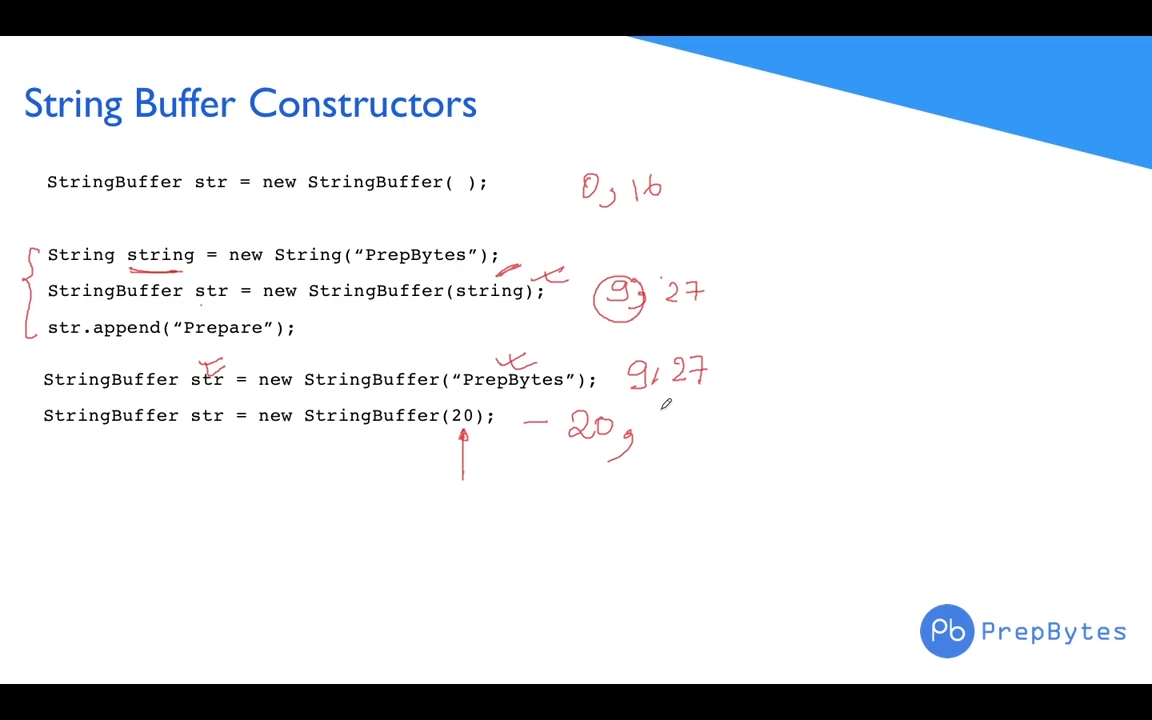 String Buffer Constructors
StringBuffer str = new StringBuffer( ); 0, 16
String string = new String(“PrepBytes”);
StringBuffer str = new StringBuffer(string); 9, 27
str.append(“Prepare”);
StringBuffer str = new StringBuffer(“PrepBytes”); 9, 27
StringBuffer str = new StringBuffer(20); - 20,
Pb PrepBytes